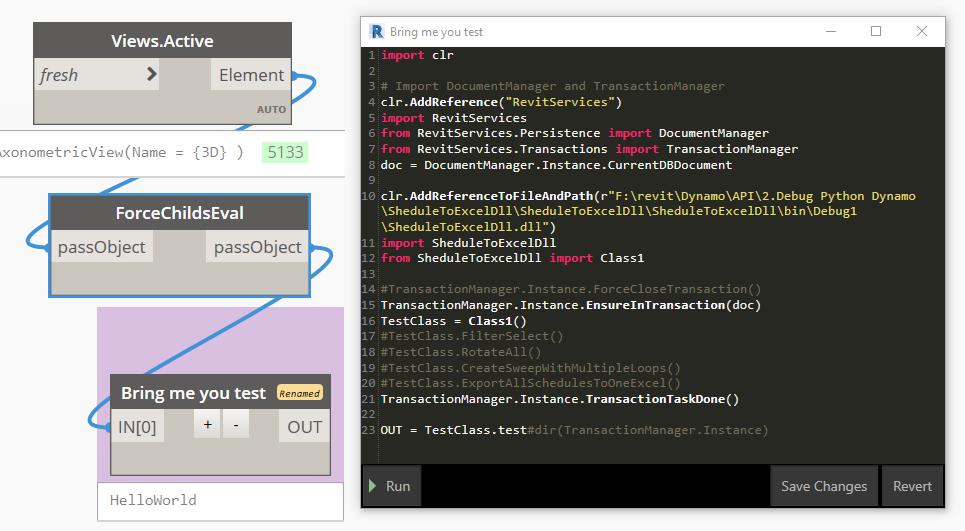 Views.Active
fresh
Element
AUTO
AxonometricView(Name = {3D} ) 5133
ForceChildsEval
passObject
passObject
Bring me you test
Renamed
IN[0]
+
-
OUT
HelloWorld
R Bring me you test
1 import clr
2
3 # Import DocumentManager and TransactionManager
4 clr.AddReference("RevitServices")
5 import RevitServices
6 from RevitServices.Persistence import DocumentManager
7 from RevitServices.Transactions import TransactionManager
8 doc = DocumentManager.Instance.CurrentDBDocument
9
10 clr.AddReferenceToFileAndPath(r"F:\revit\Dynamo\API\2.Debug Python Dynamo
\SheduleToExcelDll\SheduleToExcelDll\SheduleToExcelDll\bin\Debug1
\SheduleToExcelDll.dll")
11 import SheduleToExcelDll
12 from SheduleToExcelDll import Class1
13
14 #TransactionManager.Instance.ForceCloseTransaction()
15 TransactionManager.Instance.EnsureInTransaction(doc)
16 TestClass = Class1()
17 #TestClass.FilterSelect()
18 #TestClass.RotateAll()
19 #TestClass.CreateSweepWithMultipleLoops()
20 #TestClass.ExportAllSchedulesToOneExcel()
21 TransactionManager.Instance.TransactionTaskDone()
22
23 OUT = TestClass.test#dir(TransactionManager.Instance)
Run
Save Changes
Revert